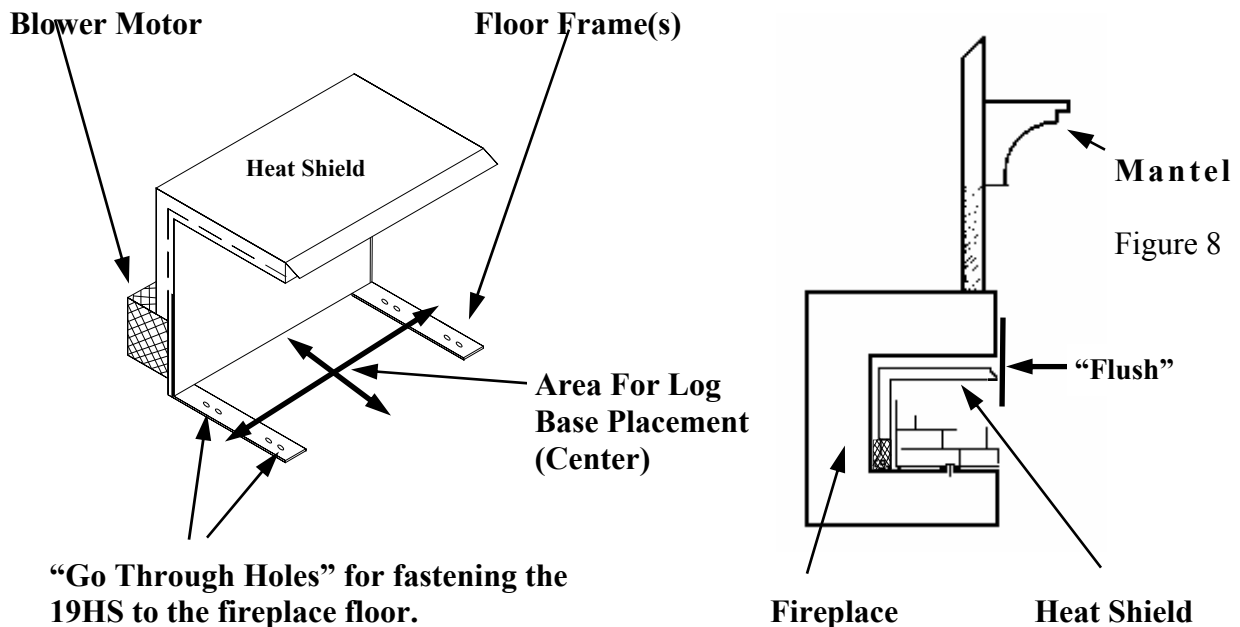 Blower Motor
Floor Frame(s)
Heat Shield
Mantel
Figure 8
“Flush”
Area For Log
Base Placement
(Center)
“Go Through Holes” for fastening the
19HS to the fireplace floor.
Fireplace
Heat Shield